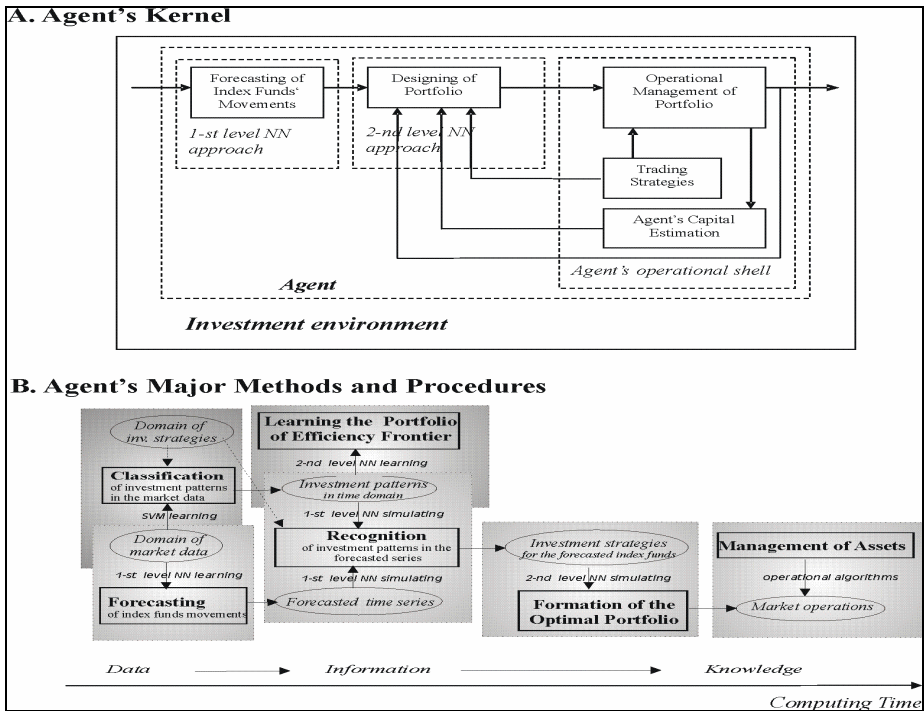 A. Agent's Kernel
Forecasting of
Index Funds'
Movements
1-st level NN
approach
Designing of
Portfolio
2-nd level NN
approach
Operational
Management of
Portfolio
Trading
Strategies
Agent's Capital
Estimation
Agent's operational shell
Agent
Investment environment
B. Agent's Major Methods and Procedures
Domain of
inv. strategies
Classification
of investment patterns
in the market data
SVM learning
Domain of
market data
1-st level NN learning
Forecasting
of index funds movements
Learning the Portfolio
of Efficiency Frontier
2-nd level NN learning
Investment patterns
in time domain
1-st level NN simulating
Recognition
of investment patterns in the
forecasted series
1-st level NN simulating
Forecasted time series
Investment strategies
for the forecasted index funds
2-nd level NN simulating
Formation of the
Optimal Portfolio
Management of Assets
operational algorithms
Market operations
Data
Information
Knowledge
Computing Time